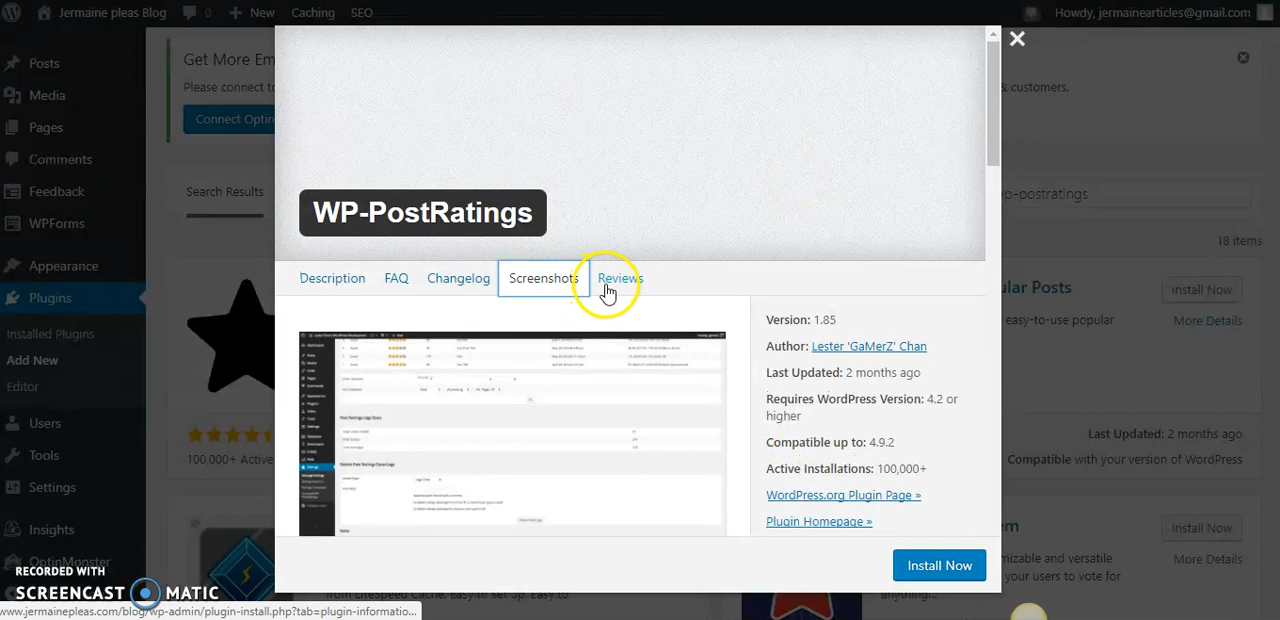 Jermaine pleas Blog
0
New
Caching
SEO
Howdy, jermainearticles@gmail.com
Posts
Media
Pages
Comments
Feedback
WPForms
Appearance
Plugins
Installed Plugins
Add New
Editor
Users
Tools
Settings
Insights
OptinMonster
Get More Em
Please connect to
& customers.
Connect Optin
Search Results
p-postratings
18 items
WP-PostRatings
Description
FAQ
Changelog
Screenshots
Reviews
Version: 1.85
Author: Lester 'GaMerZ' Chan
Last Updated: 2 months ago
Requires WordPress Version: 4.2 or
higher
Compatible up to: 4.9.2
Active Installations: 100,000+
WordPress.org Plugin Page »
Plugin Homepage »
Install Now
ular Posts
Install Now
More Details
easy-to-use popular
100,000+ Active
Last Updated: 2 months ago
Compatible with your version of WordPress
em
Install Now
More Details
mizable and versatile
your users to vote for
anything...
from LiteSpeed Cache. Easy to set up. Easy to
RECORDED WITH
SCREENCAST MATIC
www.jermainepleas.com/blog/wp-admin/plugin-install.php?tab=plugin-informatio...